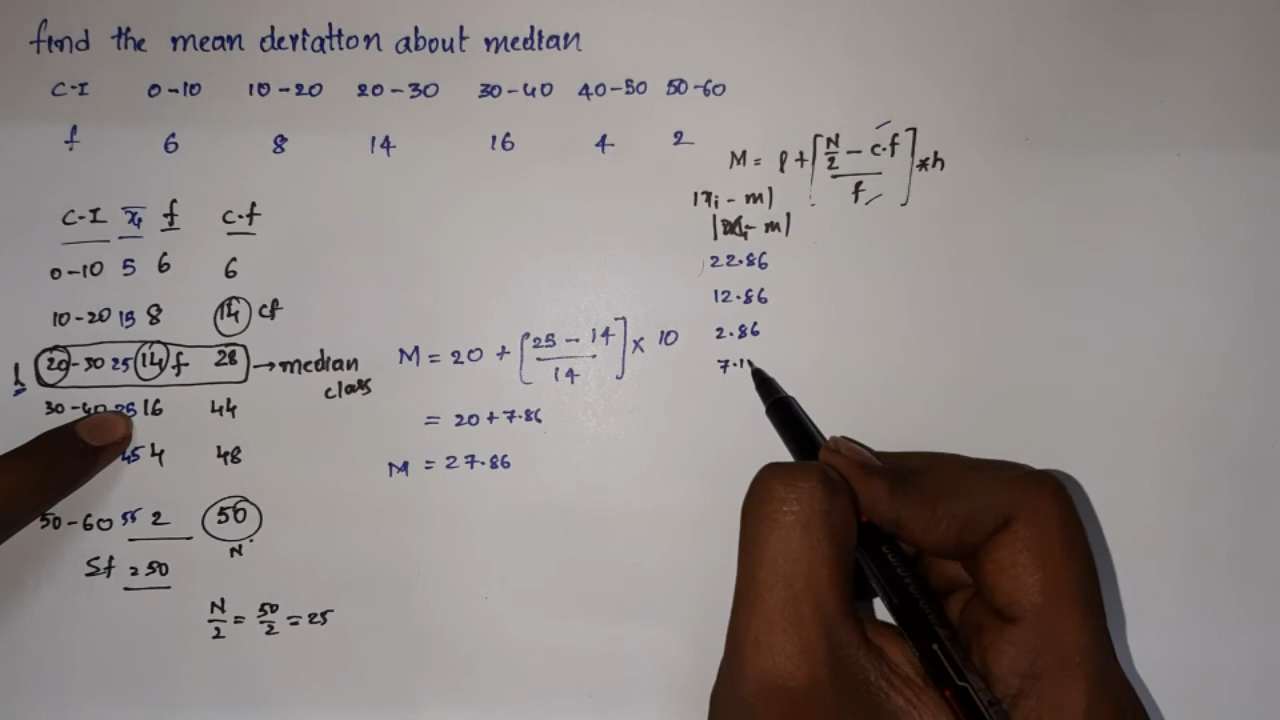 find the mean deviation about median
C-I 0-10 10-20 20-30 30-40 40-50 50-60
f 6 8 14 16 4 2
M = l + [N/2 - c.f / f] * h
|xi - m|
|xi - m|
C-I xi f c.f
0-10 5 6 6
10-20 15 8 14 cf
l 20-30 25 14 f 28 → median class
30-40 16 44
45 4 48
50-60 55 2 50
N
Σf = 50
N/2 = 50/2 = 25
M = 20 + [25 - 14 / 14] × 10
= 20 + 7.86
M = 27.86
22.86
12.86
2.86
7.1